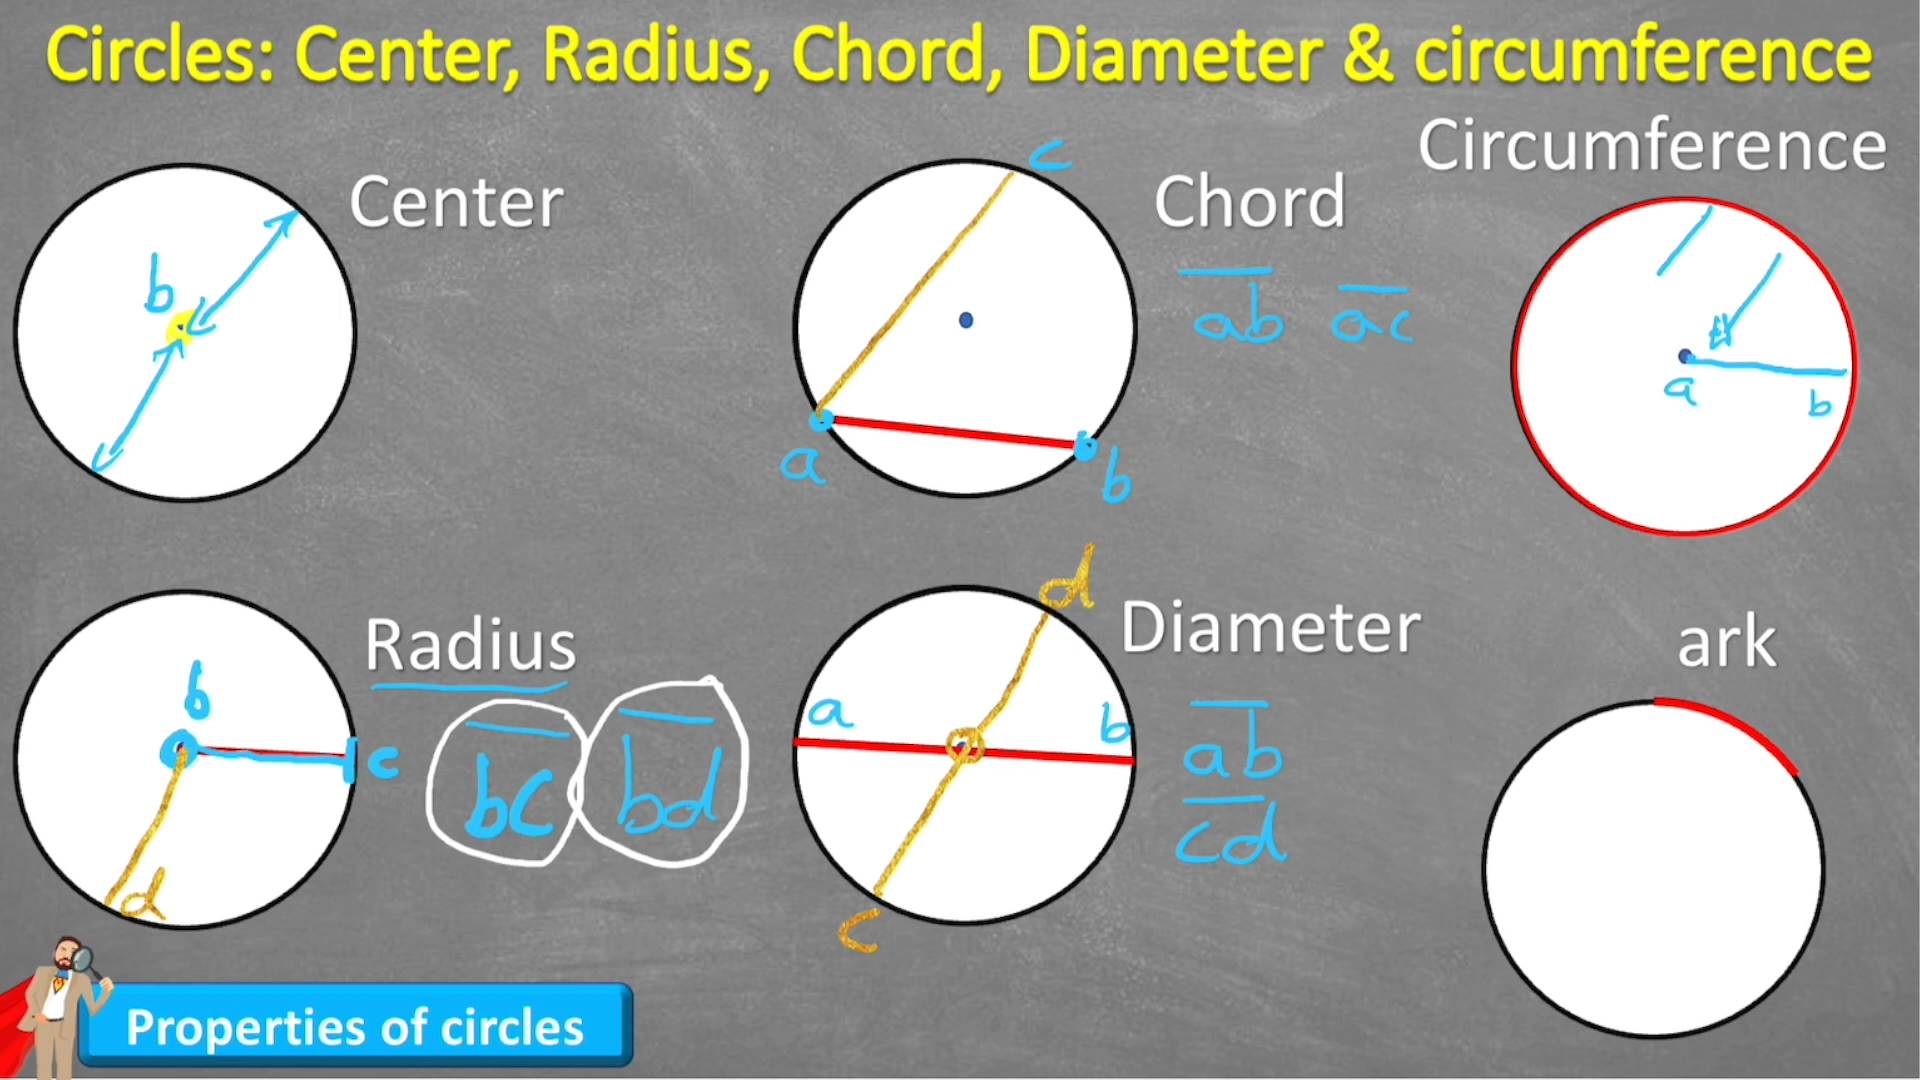 Circles: Center, Radius, Chord, Diameter & circumference
Center
b
Chord
c
a
b
ab ac
Circumference
a
b
Radius
b
c
d
bc bd
Diameter
d
a
b
c
ab
cd
ark
Properties of circles